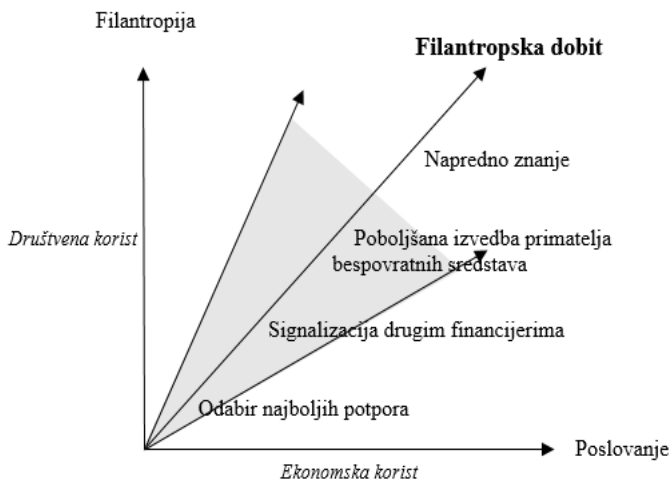 Filantropija
Filantropska dobit
Napredno znanje
Društvena korist
Poboljšana izvedba primatelja
bespovratnih sredstava
Signalizacija drugim financijerima
Odabir najboljih potpora
Poslovanje
Ekonomska korist